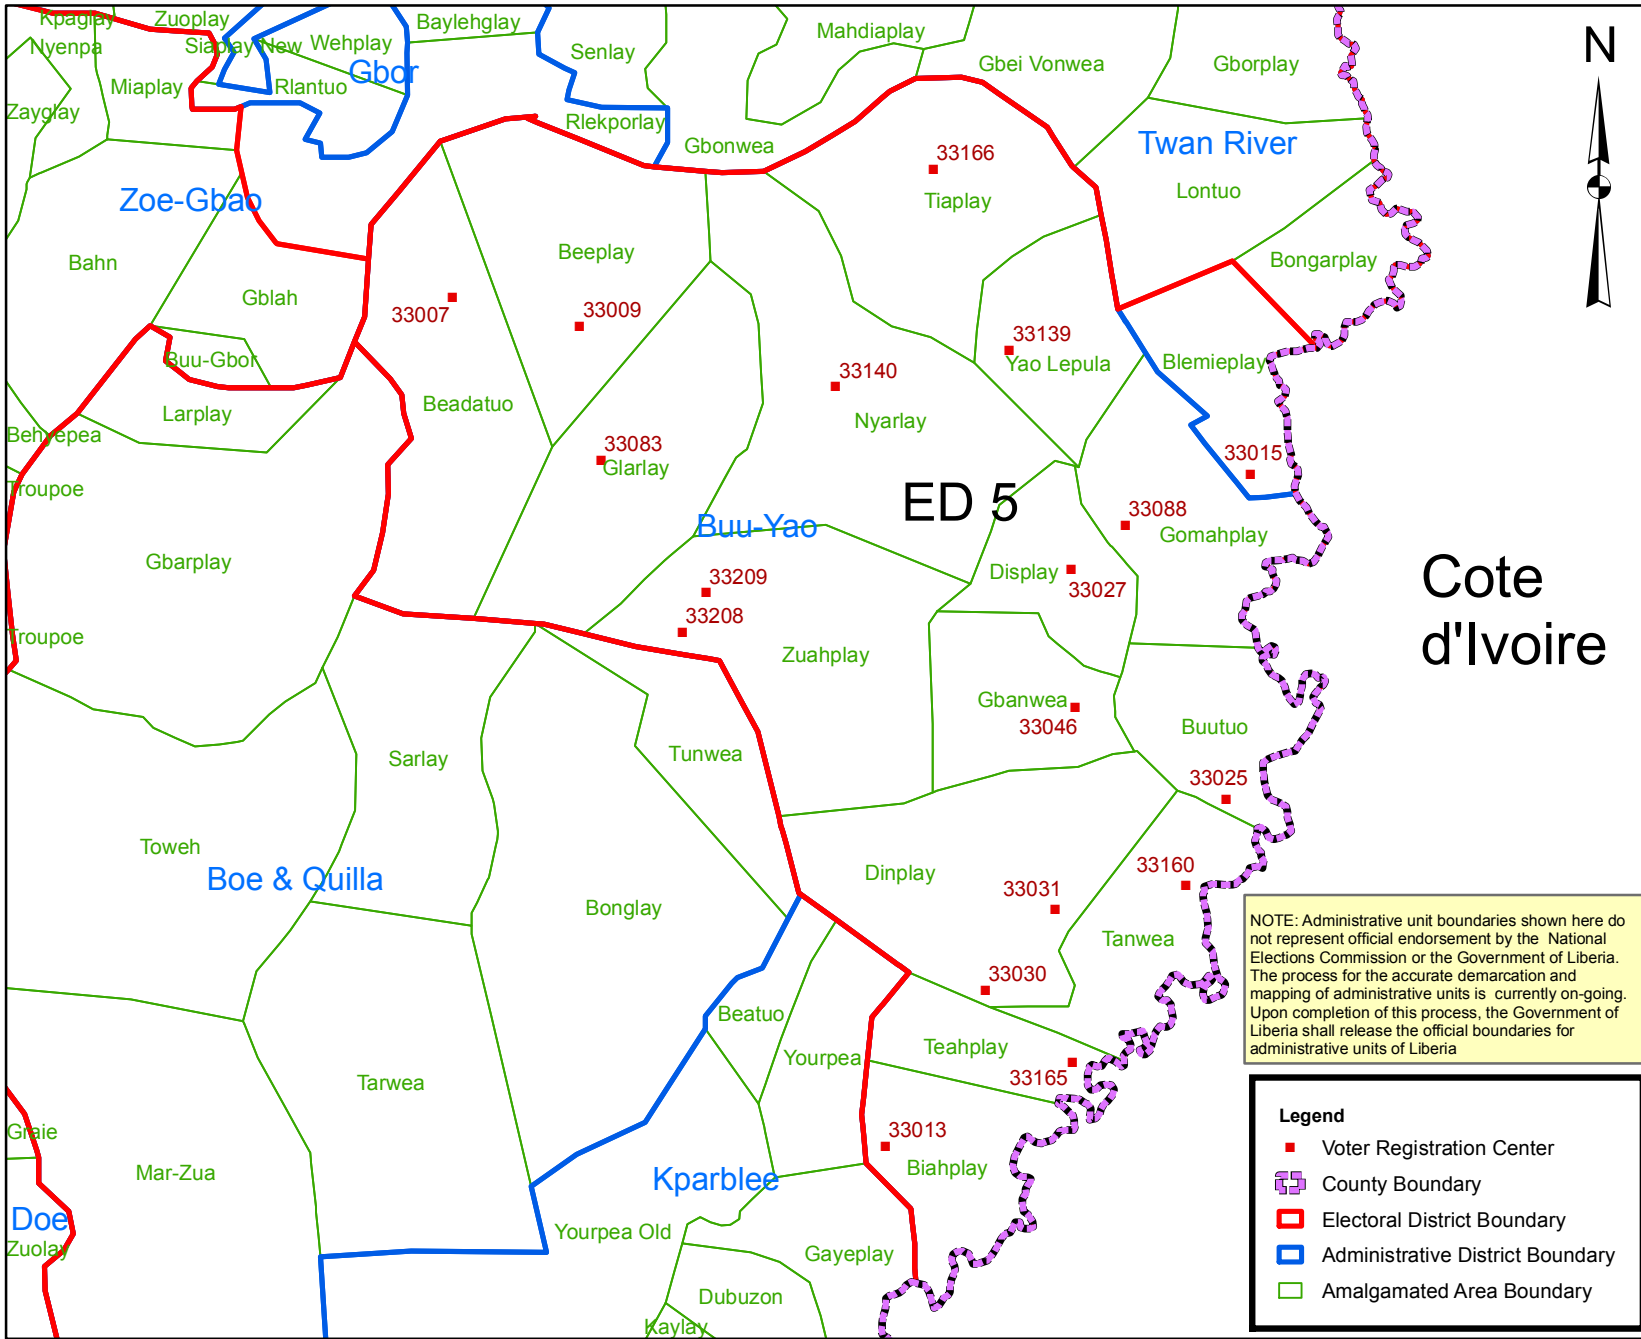 Kpaglay
Zuoplay
Baylehglay
Nyenpa
Siaplay New
Wehplay
Senlay
Mahdiaplay
Gbei Vonwea
Gborplay
N
Miaplay
Rlantuo
Gbor
Zayglay
Rlekporlay
Gbonwea
Twan River
33166
Tiaplay
Lontuo
Zoe-Gbao
Bahn
Beeplay
Bongarplay
Gblah
33007
33009
33139
Yao Lepula
Blemieplay
Buu-Gbor
33140
Larplay
Beadatuo
Nyarlay
Behyepea
33083
Glarlay
33015
Troupoe
ED 5
33088
Gomahplay
Buu-Yao
Gbarplay
Display
33027
33209
33208
Cote
d'Ivoire
Troupoe
Zuahplay
Gbanwea
33046
Buutuo
Sarlay
Tunwea
33025
Toweh
Boe & Quilla
Dinplay
33160
33031
Bonglay
Tanwea
33030
NOTE: Administrative unit boundaries shown here do
not represent official endorsement by the National
Elections Commission or the Government of Liberia.
The process for the accurate demarcation and
mapping of administrative units is currently on-going.
Upon completion of this process, the Government of
Liberia shall release the official boundaries for
administrative units of Liberia
Beatuo
Yourpea
Teahplay
33165
Tarwea
Graie
33013
Biahplay
Mar-Zua
Kparblee
Doe
Zuolay
Yourpea Old
Gayeplay
Dubuzon
Kaylay
Legend
Voter Registration Center
County Boundary
Electoral District Boundary
Administrative District Boundary
Amalgamated Area Boundary